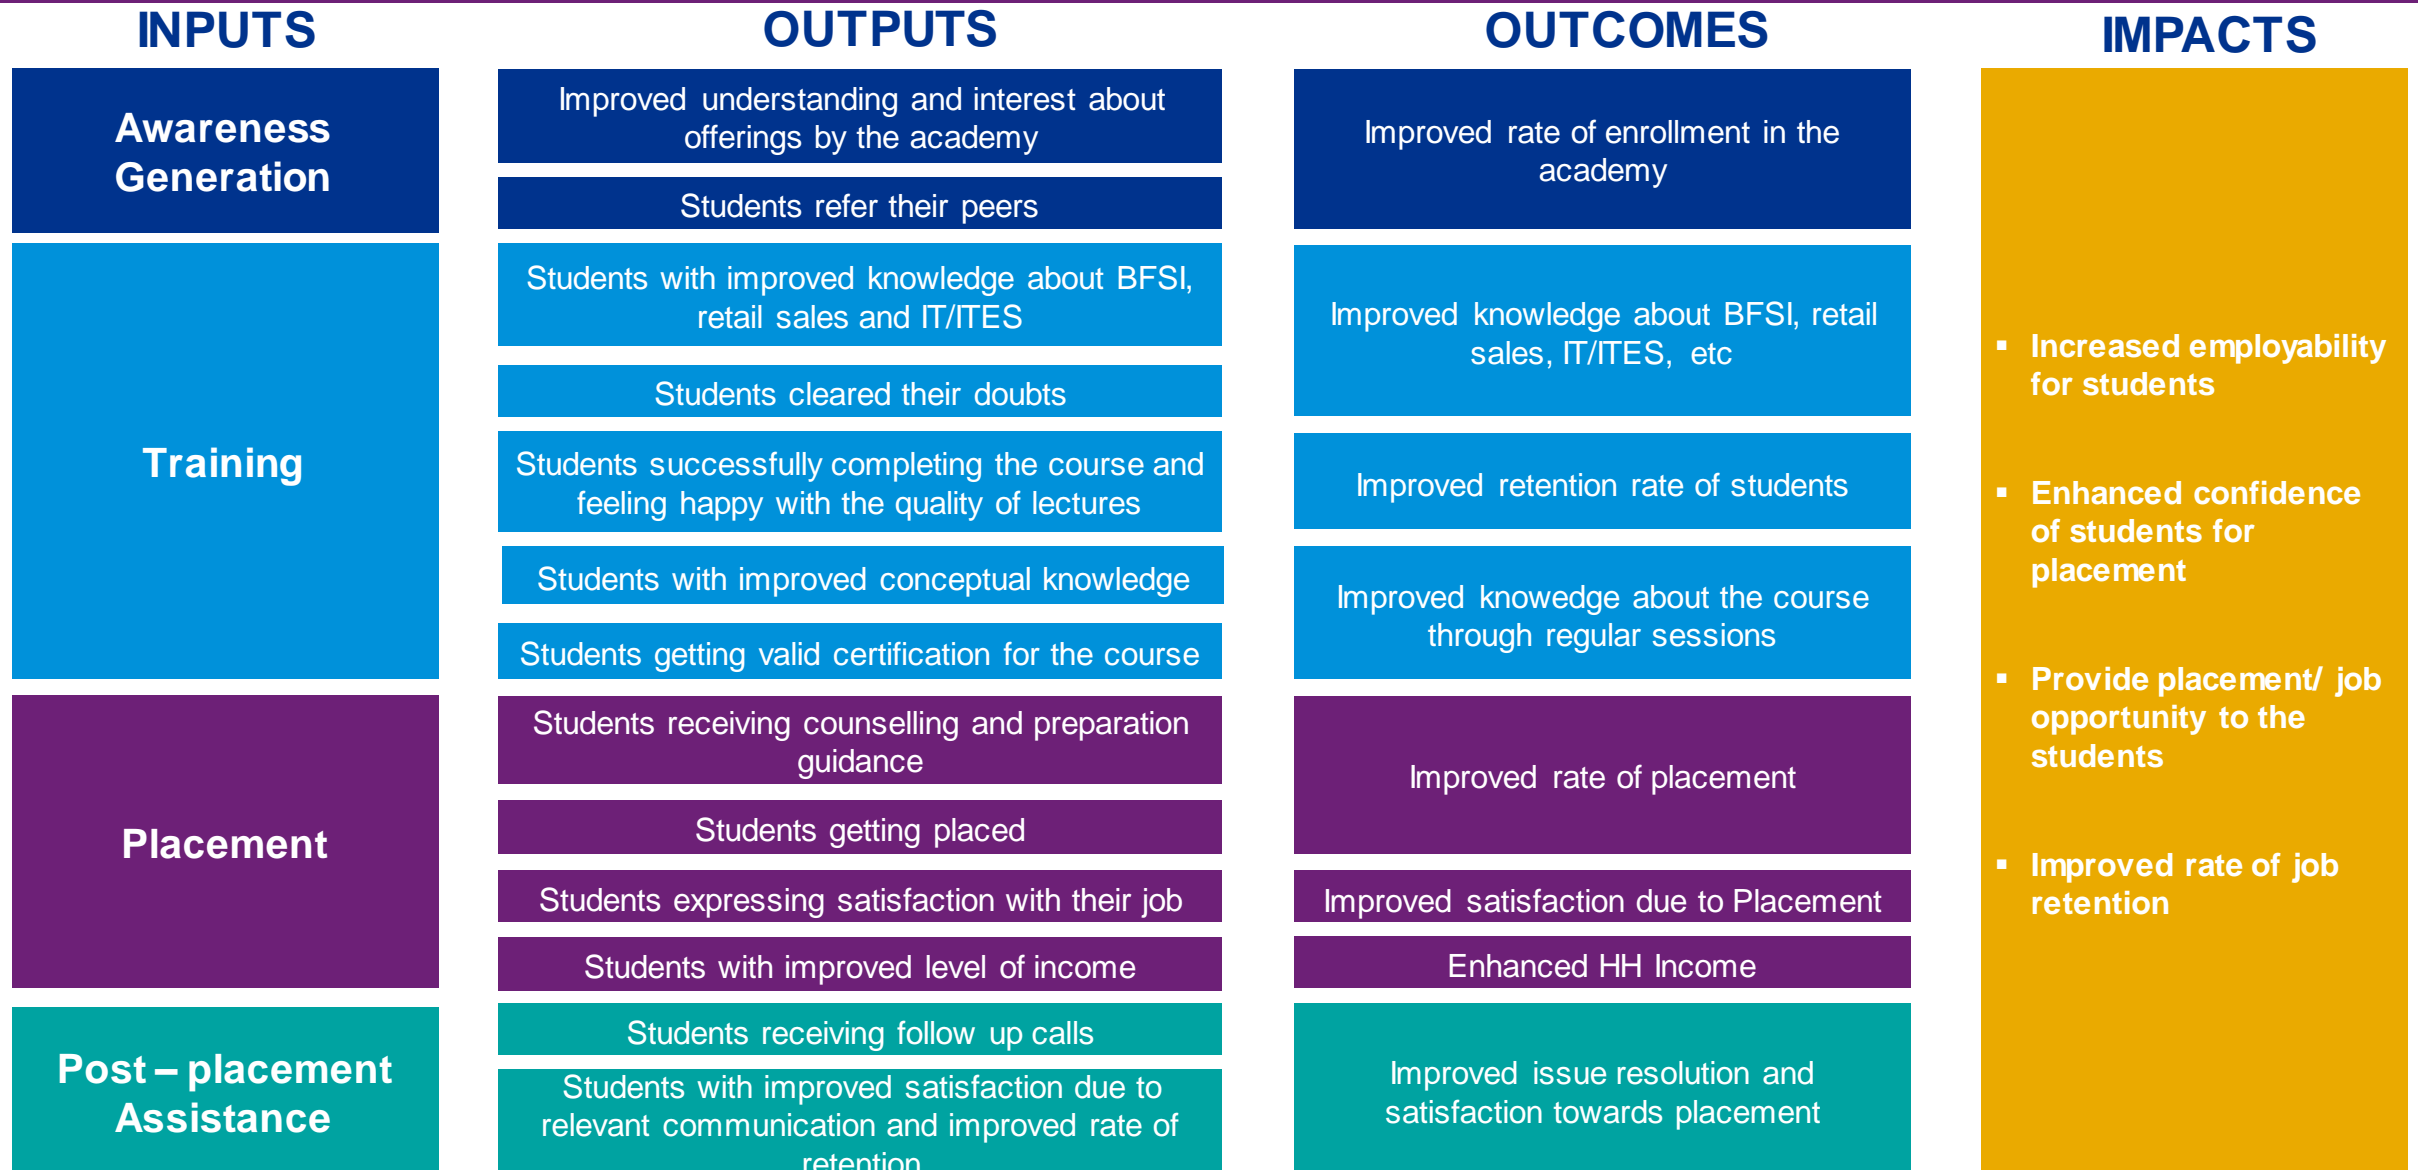 INPUTS
OUTPUTS
OUTCOMES
IMPACTS
Awareness
Generation
Improved understanding and interest about
offerings by the academy
Students refer their peers
Improved rate of enrollment in the
academy
Training
Students with improved knowledge about BFSI,
retail sales and IT/ITES
Students cleared their doubts
Students successfully completing the course and
feeling happy with the quality of lectures
Students with improved conceptual knowledge
Students getting valid certification for the course
Improved knowledge about BFSI, retail
sales, IT/ITES, etc
Improved retention rate of students
Improved knowedge about the course
through regular sessions
Placement
Students receiving counselling and preparation
guidance
Students getting placed
Students expressing satisfaction with their job
Students with improved level of income
Improved rate of placement
Improved satisfaction due to Placement
Enhanced HH Income
Post – placement
Assistance
Students receiving follow up calls
Students with improved satisfaction due to
relevant communication and improved rate of
retention
Improved issue resolution and
satisfaction towards placement
▪ Increased employability
for students
▪ Enhanced confidence
of students for
placement
▪ Provide placement/ job
opportunity to the
students
▪ Improved rate of job
retention